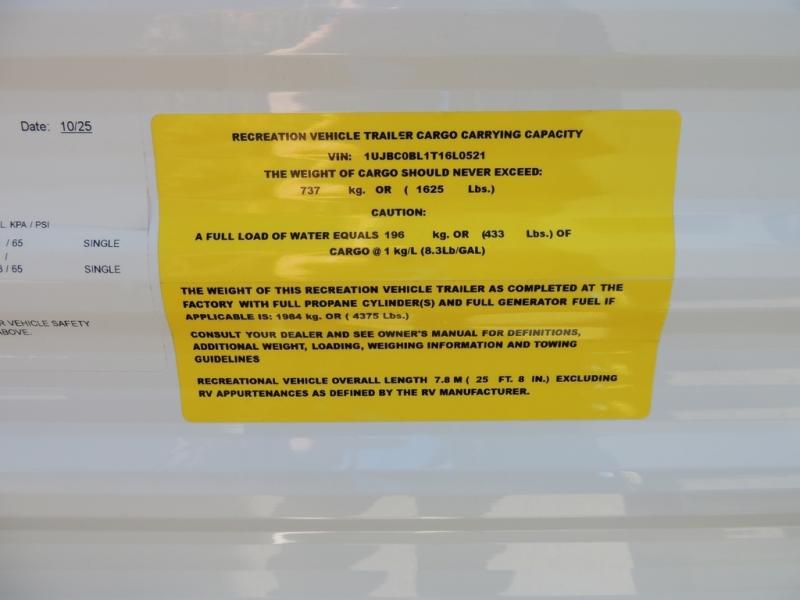 Date: 10/25
RECREATION VEHICLE TRAILER CARGO CARRYING CAPACITY
VIN: 1UJBC0BL1T16L0521
THE WEIGHT OF CARGO SHOULD NEVER EXCEED:
737 kg. OR ( 1625 Lbs.)
CAUTION:
A FULL LOAD OF WATER EQUALS 196 kg. OR (433 Lbs.) OF
CARGO @ 1 kg/L (8.3Lb/GAL)
THE WEIGHT OF THIS RECREATION VEHICLE TRAILER AS COMPLETED AT THE
FACTORY WITH FULL PROPANE CYLINDER(S) AND FULL GENERATOR FUEL IF
APPLICABLE IS: 1984 kg. OR ( 4375 Lbs.)
CONSULT YOUR DEALER AND SEE OWNER'S MANUAL FOR DEFINITIONS,
ADDITIONAL WEIGHT, LOADING, WEIGHING INFORMATION AND TOWING
GUIDELINES
RECREATIONAL VEHICLE OVERALL LENGTH 7.8 M ( 25 FT. 8 IN.) EXCLUDING
RV APPURTENANCES AS DEFINED BY THE RV MANUFACTURER.
KPA / PSI
/ 65 SINGLE
/
/ 65 SINGLE
VEHICLE SAFETY
ABOVE.